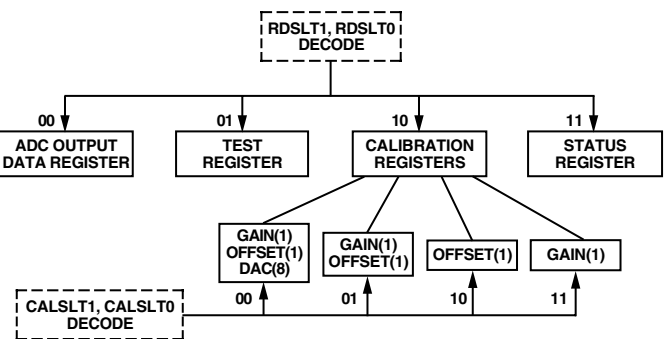 RDSLT1, RDSLT0
DECODE
00
01
10
11
ADC OUTPUT
DATA REGISTER
TEST
REGISTER
CALIBRATION
REGISTERS
STATUS
REGISTER
GAIN(1)
OFFSET(1)
DAC(8)
GAIN(1)
OFFSET(1)
OFFSET(1)
GAIN(1)
00
01
10
11
CALSLT1, CALSLT0
DECODE